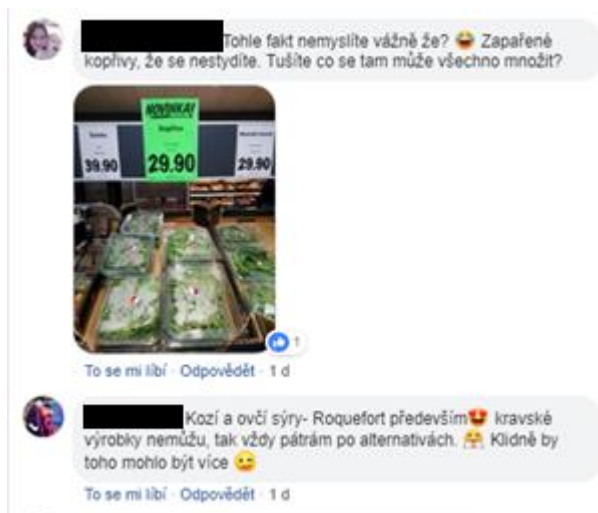 Tohle fakt nemyslíte vážně že? 😂 Zapařené
kopřivy, že se nestydíte. Tušíte co se tam může všechno množit?
NOVINKA!
Kopřiva
39.90
29.90
29.90
1
To se mi líbí · Odpovědět · 1 d
Kozí a ovčí sýry- Roquefort především😍 kravské
výrobky nemůžu, tak vždy pátrám po alternativách. 😤 Klidně by
toho mohlo být více 😋
To se mi líbí · Odpovědět · 1 d